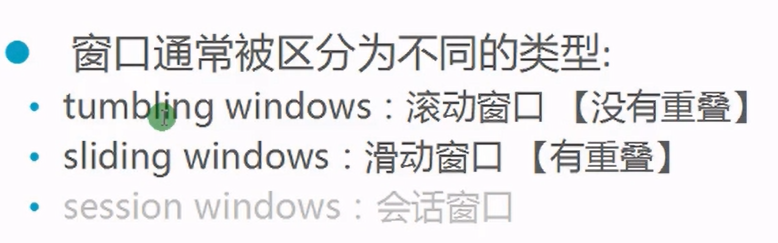 窗口通常被区分为不同的类型:
tumbling windows：滚动窗口 【没有重叠】
sliding windows：滑动窗口 【有重叠】
session windows：会话窗口